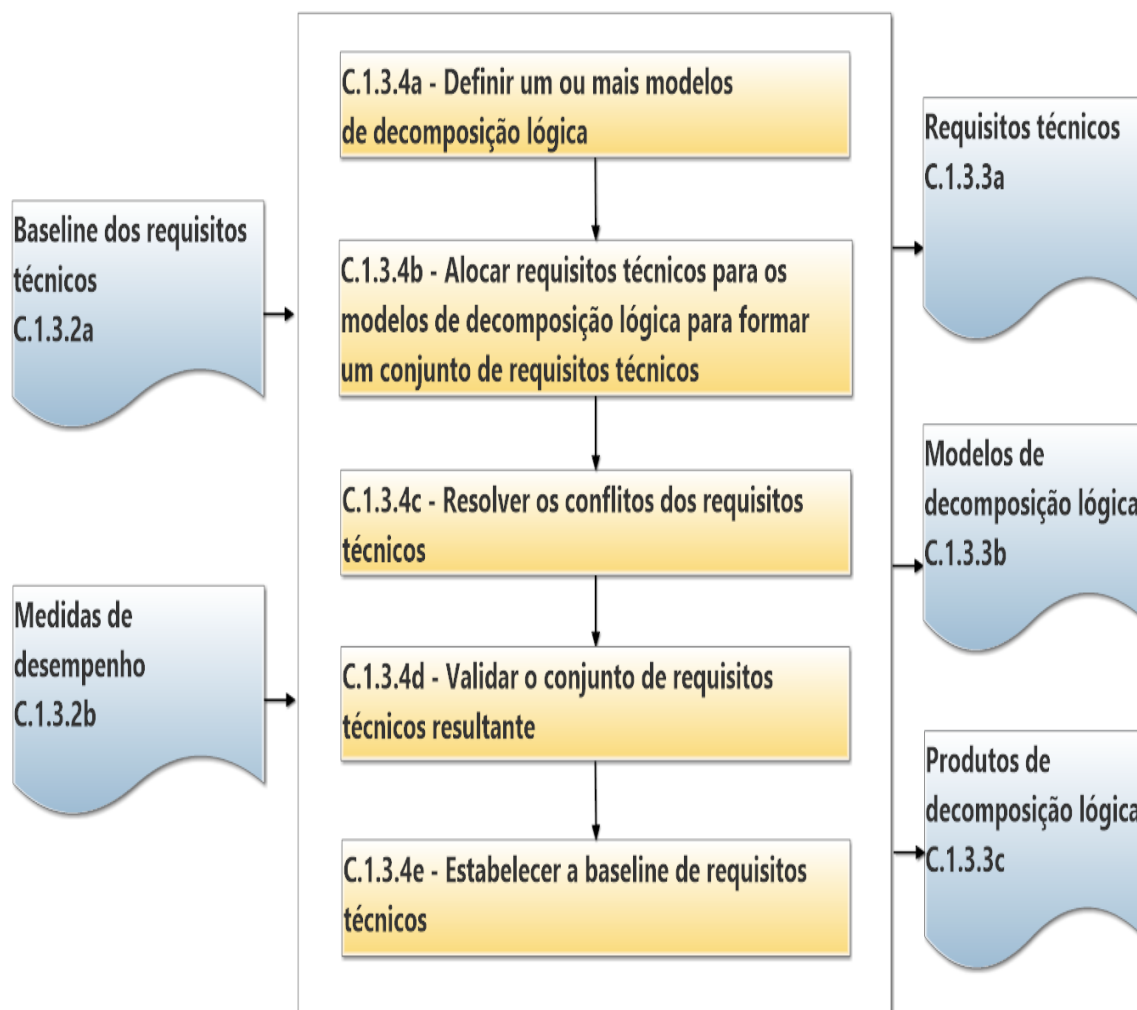 Baseline dos requisitos
técnicos
C.1.3.2a
Medidas de
desempenho
C.1.3.2b
C.1.3.4a - Definir um ou mais modelos
de decomposição lógica
C.1.3.4b - Alocar requisitos técnicos para os
modelos de decomposição lógica para formar
um conjunto de requisitos técnicos
C.1.3.4c - Resolver os conflitos dos requisitos
técnicos
C.1.3.4d - Validar o conjunto de requisitos
técnicos resultante
C.1.3.4e - Estabelecer a baseline de requisitos
técnicos
Requisitos técnicos
C.1.3.3a
Modelos de
decomposição lógica
C.1.3.3b
Produtos de
decomposição lógica
C.1.3.3c